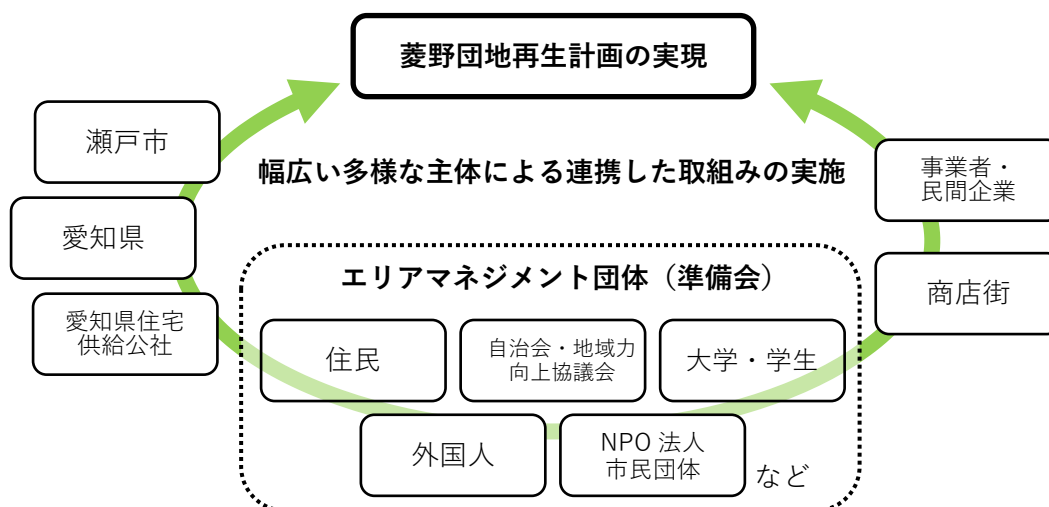 菱野団地再生計画の実現
幅広い多様な主体による連携した取組みの実施
瀬戸市
愛知県
愛知県住宅
供給公社
事業者・
民間企業
商店街
エリアマネジメント団体（準備会）
住民
自治会・地域力
向上協議会
大学・学生
外国人
NPO 法人
市民団体
など